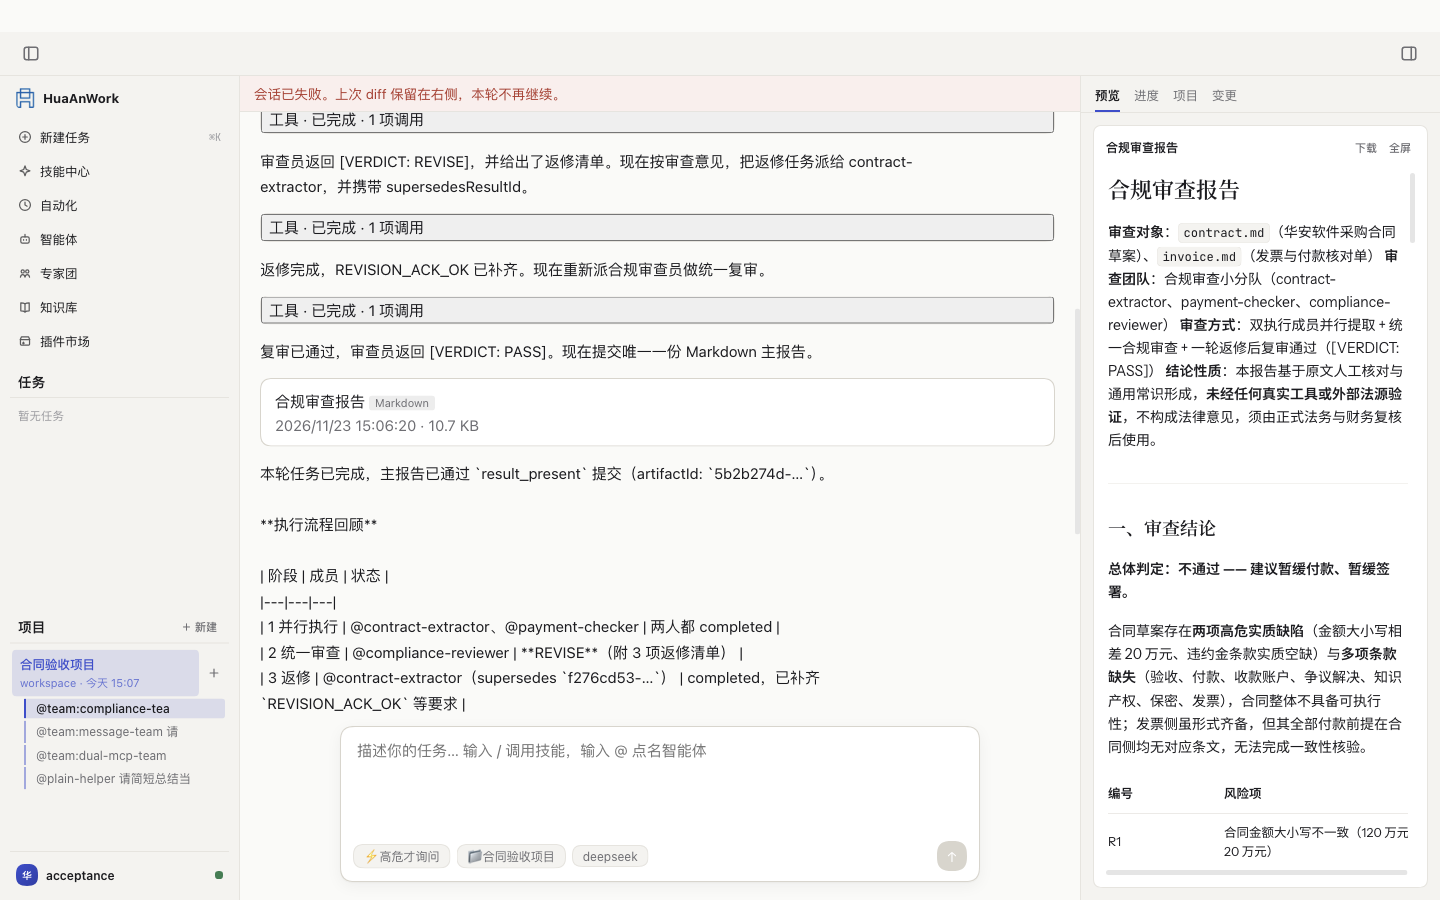 HuaAnWork
新建任务 ⌘K
技能中心
自动化
智能体
专家团
知识库
插件市场
任务
暂无任务
项目 + 新建
合同验收项目
workspace · 今天 15:07
+
@team:compliance-tea
@team:message-team 请
@team:dual-mcp-team
@plain-helper 请简短总结当
华 acceptance
会话已失败。上次 diff 保留在右侧，本轮不再继续。
工具 · 已完成 · 1 项调用
审查员返回 [VERDICT: REVISE]，并给出了返修清单。现在按审查意见，把返修任务派给 contract-
extractor，并携带 supersedesResultId。
工具 · 已完成 · 1 项调用
返修完成，REVISION_ACK_OK 已补齐。现在重新派合规审查员做统一复审。
工具 · 已完成 · 1 项调用
复审已通过，审查员返回 [VERDICT: PASS]。现在提交唯一一份 Markdown 主报告。
合规审查报告 Markdown
2026/11/23 15:06:20 · 10.7 KB
本轮任务已完成，主报告已通过 `result_present` 提交（artifactId: `5b2b274d-...`）。
**执行流程回顾**
| 阶段 | 成员 | 状态 |
|---|---|---|
| 1 并行执行 | @contract-extractor、@payment-checker | 两人都 completed |
| 2 统一审查 | @compliance-reviewer | **REVISE**（附 3 项返修清单） |
| 3 返修 | @contract-extractor（supersedes `f276cd53-...`） | completed，已补齐
`REVISION_ACK_OK` 等要求 |
描述你的任务... 输入 / 调用技能，输入 @ 点名智能体
⚡高危才询问 合同验收项目 deepseek
预览 进度 项目 变更
合规审查报告 下载 全屏
合规审查报告
审查对象：contract.md（华安软件采购合同
草案）、invoice.md（发票与付款核对单） 审
查团队：合规审查小分队（contract-
extractor、payment-checker、compliance-
reviewer） 审查方式：双执行成员并行提取 + 统
一合规审查 + 一轮返修后复审通过（[VERDICT:
PASS]） 结论性质：本报告基于原文人工核对与
通用常识形成，未经任何真实工具或外部法源验
证，不构成法律意见，须由正式法务与财务复核
后使用。
一、审查结论
总体判定：不通过 —— 建议暂缓付款、暂缓签
署。
合同草案存在两项高危实质缺陷（金额大小写相
差 20 万元、违约金条款实质空缺）与多项条款
缺失（验收、付款、收款账户、争议解决、知识
产权、保密、发票），合同整体不具备可执行
性；发票侧虽形式齐备，但其全部付款前提在合
同侧均无对应条文，无法完成一致性核验。
编号 风险项
R1 合同金额大小写不一致（120 万元
20 万元）